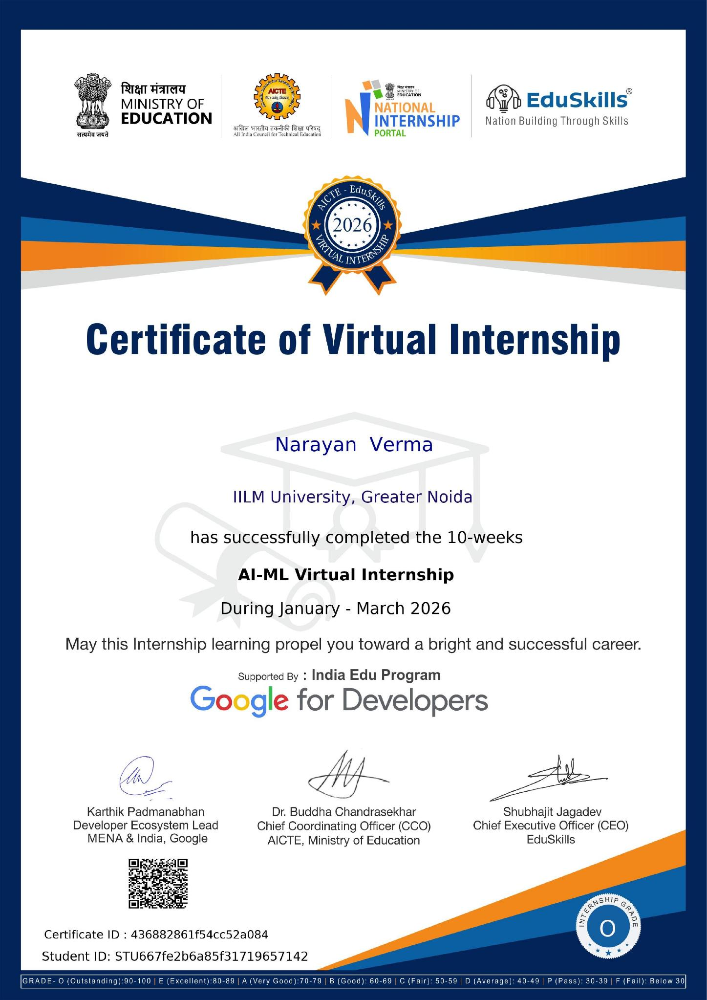 शिक्षा मंत्रालय
MINISTRY OF
EDUCATION
सत्यमेव जयते
AICTE
अखिल भारतीय तकनीकी शिक्षा परिषद्
All India Council for Technical Education
शिक्षा मंत्रालय
MINISTRY OF
EDUCATION
NATIONAL
INTERNSHIP
PORTAL
EduSkills®
Nation Building Through Skills
AICTE - EduSkills
2026
VIRTUAL INTERNSHIP
Certificate of Virtual Internship
Narayan Verma
IILM University, Greater Noida
has successfully completed the 10-weeks
AI-ML Virtual Internship
During January - March 2026
May this Internship learning propel you toward a bright and successful career.
Supported By : India Edu Program
Google for Developers
Karthik Padmanabhan
Developer Ecosystem Lead
MENA & India, Google
Dr. Buddha Chandrasekhar
Chief Coordinating Officer (CCO)
AICTE, Ministry of Education
Shubhajit Jagadev
Chief Executive Officer (CEO)
EduSkills
INTERNSHIP GRADE
O
Certificate ID : 436882861f54cc52a084
Student ID: STU667fe2b6a85f31719657142
GRADE- O (Outstanding):90-100 | E (Excellent):80-89 | A (Very Good):70-79 | B (Good): 60-69 | C (Fair): 50-59 | D (Average): 40-49 | P (Pass): 30-39 | F (Fail): Below 30